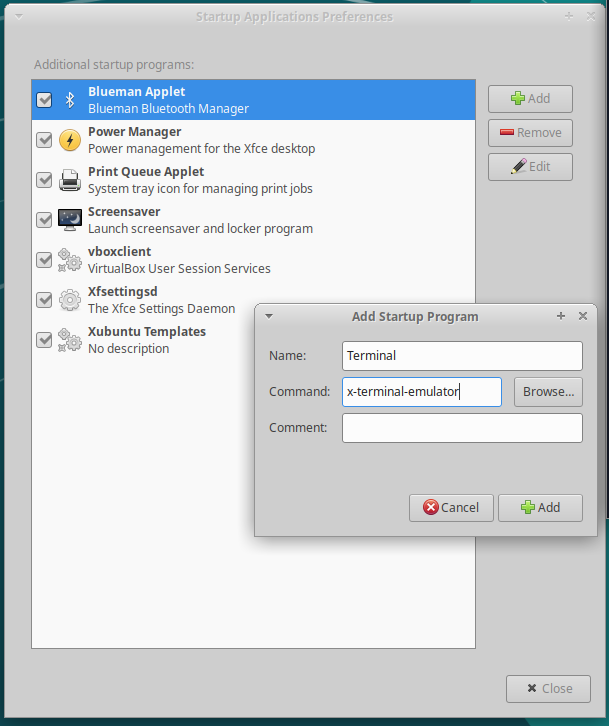 Startup Applications Preferences
Additional startup programs:
Blueman Applet
Blueman Bluetooth Manager
Power Manager
Power management for the Xfce desktop
Print Queue Applet
System tray icon for managing print jobs
Screensaver
Launch screensaver and locker program
vboxclient
VirtualBox User Session Services
Xfsettingsd
The Xfce Settings Daemon
Xubuntu Templates
No description
Add
Remove
Edit
Add Startup Program
Name: Terminal
Command: x-terminal-emulator Browse...
Comment:
Cancel Add
Close